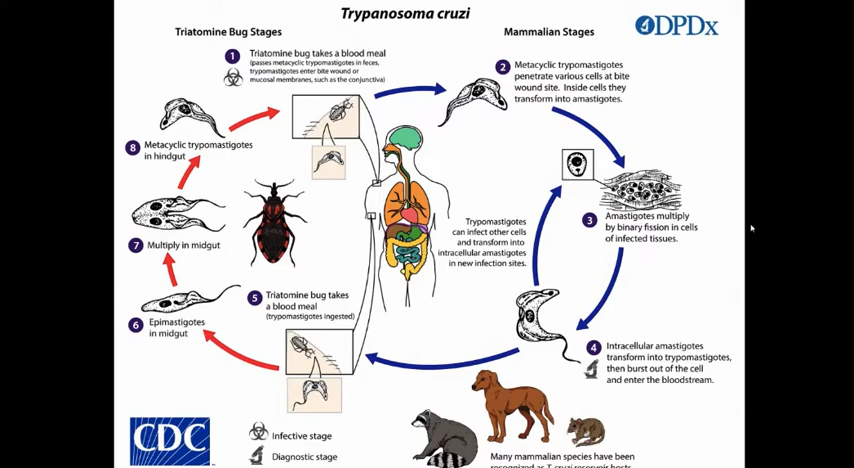 Trypanosoma cruzi
Triatomine Bug Stages
Mammalian Stages
DPDx
1
Triatomine bug takes a blood meal
(passes metacyclic trypomastigotes in feces,
trypomastigotes enter bite wound or
mucosal membranes, such as the conjunctiva)
2
Metacyclic trypomastigotes
penetrate various cells at bite
wound site. Inside cells they
transform into amastigotes.
8
Metacyclic trypomastigotes
in hindgut
3
Amastigotes multiply
by binary fission in cells
of infected tissues.
Trypomastigotes
can infect other cells
and transform into
intracellular amastigotes
in new infection sites.
7
Multiply in midgut
5
Triatomine bug takes
a blood meal
(trypomastigotes ingested)
6
Epimastigotes
in midgut
4
Intracellular amastigotes
transform into trypomastigotes,
then burst out of the cell
and enter the bloodstream.
CDC
Infective stage
Diagnostic stage
Many mammalian species have been
recognized as T. cruzi reservoir hosts